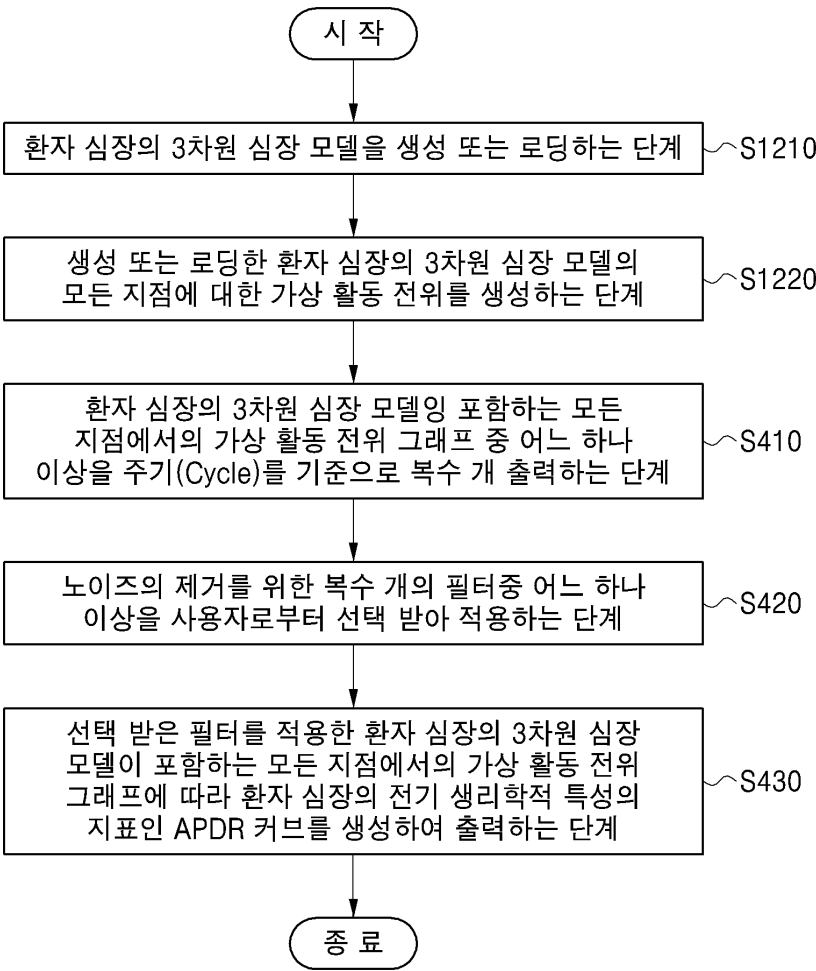 시 작
환자 심장의 3차원 심장 모델을 생성 또는 로딩하는 단계
S1210
생성 또는 로딩한 환자 심장의 3차원 심장 모델의
모든 지점에 대한 가상 활동 전위를 생성하는 단계
S1220
환자 심장의 3차원 심장 모델잉 포함하는 모든
지점에서의 가상 활동 전위 그래프 중 어느 하나
이상을 주기(Cycle)를 기준으로 복수 개 출력하는 단계
S410
노이즈의 제거를 위한 복수 개의 필터중 어느 하나
이상을 사용자로부터 선택 받아 적용하는 단계
S420
선택 받은 필터를 적용한 환자 심장의 3차원 심장
모델이 포함하는 모든 지점에서의 가상 활동 전위
그래프에 따라 환자 심장의 전기 생리학적 특성의
지표인 APDR 커브를 생성하여 출력하는 단계
S430
종 료